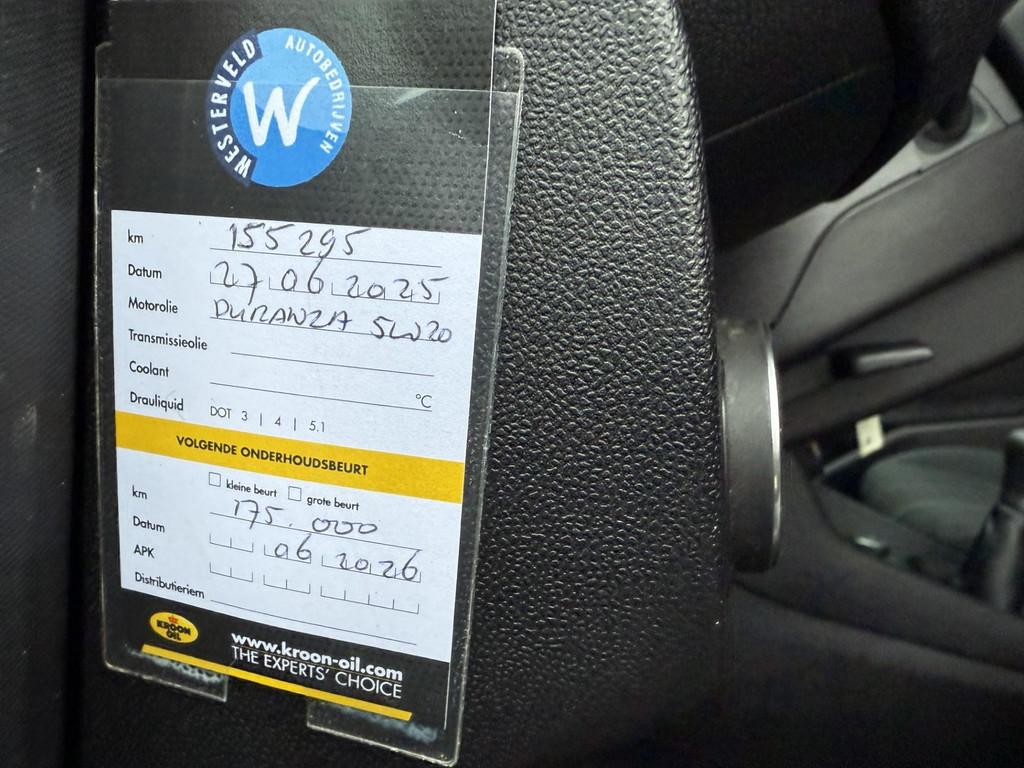 WESTERVELD AUTOBEDRIJVEN
W
km 155295
Datum 27 06 2025
Motorolie DURANZA 5W20
Transmissieolie
Coolant °C
Drauliquid DOT 3 | 4 | 5.1
VOLGENDE ONDERHOUDSBEURT
kleine beurt grote beurt
km 175.000
Datum 06 2026
APK
Distributieriem
KROON OIL
www.kroon-oil.com
THE EXPERTS' CHOICE